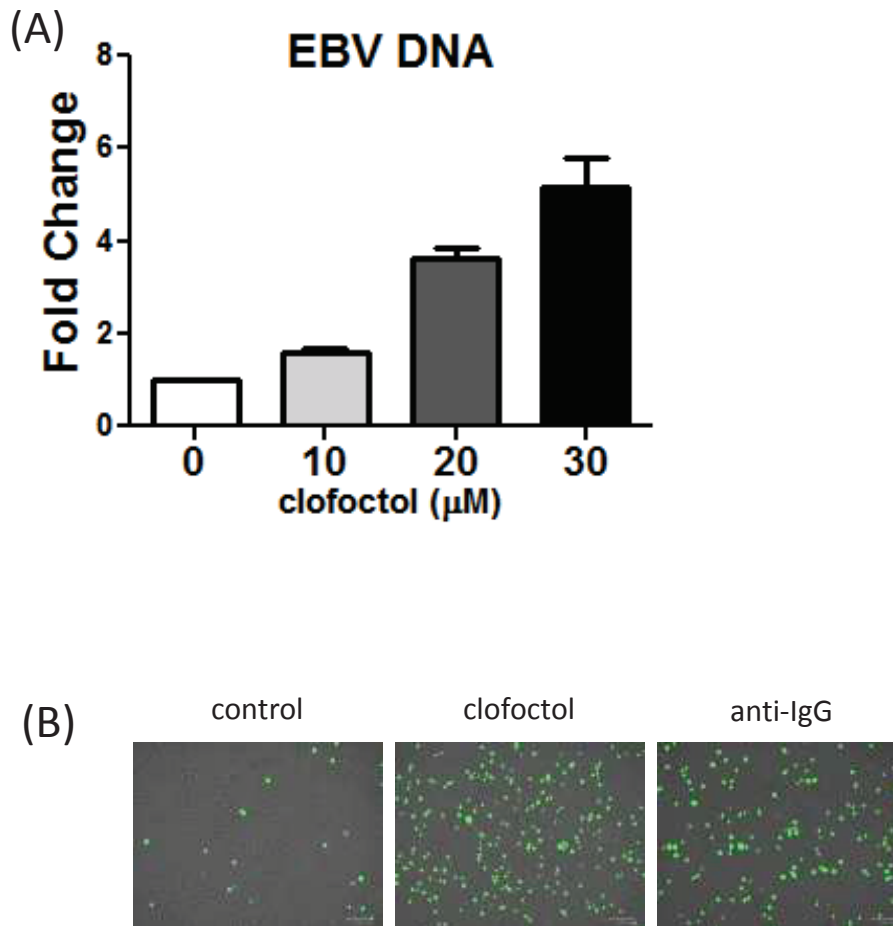 (A)
EBV DNA
Fold Change
8
6
4
2
0
0 10 20 30
clofoctol (μM)
(B)
control clofoctol anti-IgG